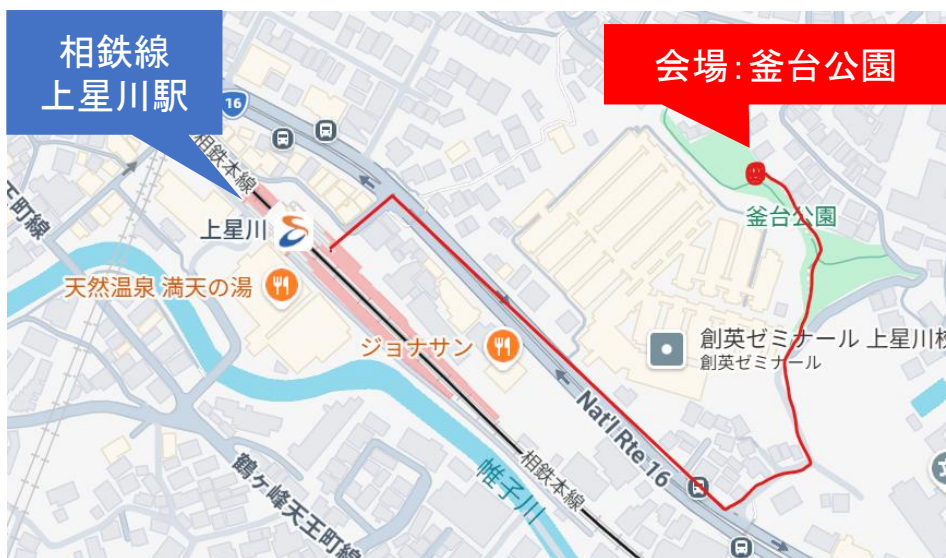 相鉄線
上星川駅
会場:釜台公園
16
相鉄本線
王町線
上星川
釜台公園
天然温泉 満天の湯
ジョナサン
創英ゼミナール 上星川校
創英ゼミナール
Nat'l Rte 16
相鉄本線
帷子川
鶴ヶ峰天王町線